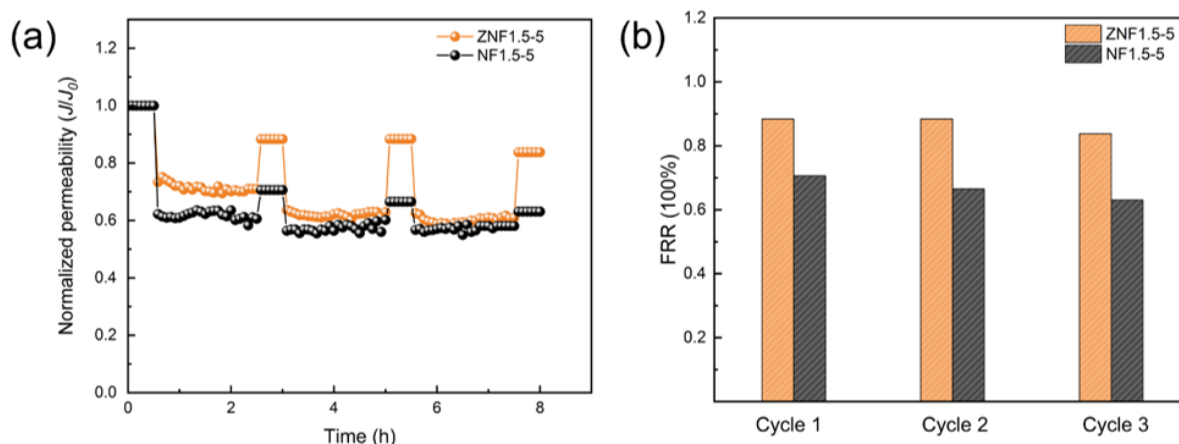 (a)
Normalized permeability (J/J0)
1.2
1.0
0.8
0.6
0.4
0.2
0.0
0 2 4 6 8
Time (h)
ZNF1.5-5
NF1.5-5
(b)
FRR (100%)
1.2
1.0
0.8
0.6
0.4
0.2
Cycle 1 Cycle 2 Cycle 3
ZNF1.5-5
NF1.5-5